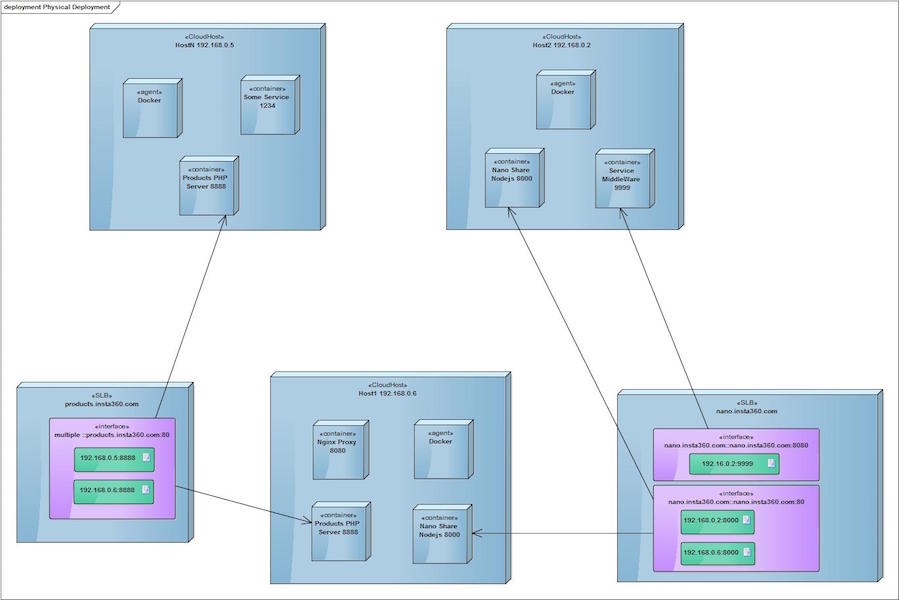 deployment Physical Deployment
«CloudHost»
HostN 192.168.0.5
«agent»
Docker
«container»
Some Service
1234
«container»
Products PHP
Server 8888
«CloudHost»
Host2 192.168.0.2
«agent»
Docker
«container»
Nano Share
Nodejs 8000
«container»
Service
MiddleWare
9999
«SLB»
products.insta360.com
«interface»
multiple ::products.insta360.com:80
192.168.0.5:8888
192.168.0.6:8888
«CloudHost»
Host1 192.168.0.6
«container»
Nginx Proxy
8080
«agent»
Docker
«container»
Products PHP
Server 8888
«container»
Nano Share
Nodejs 8000
«SLB»
nano.insta360.com
«interface»
nano.insta360.com::nano.insta360.com:8080
192.16.0.2:9999
«interface»
nano.insta360.com::nano.insta360.com:80
192.168.0.2:8000
192.168.0.6:8000